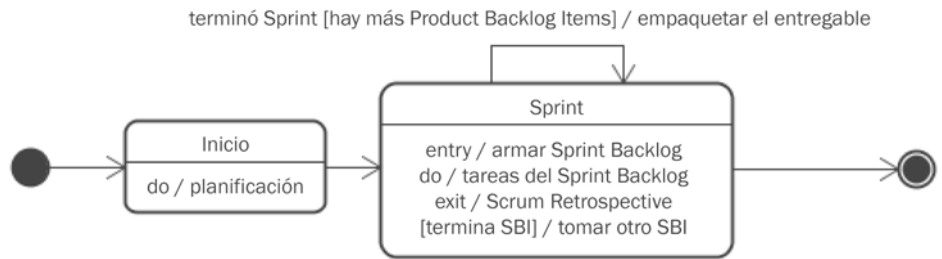 terminó Sprint [hay más Product Backlog Items] / empaquetar el entregable
Inicio
do / planificación
Sprint
entry / armar Sprint Backlog
do / tareas del Sprint Backlog
exit / Scrum Retrospective
[termina SBI] / tomar otro SBI